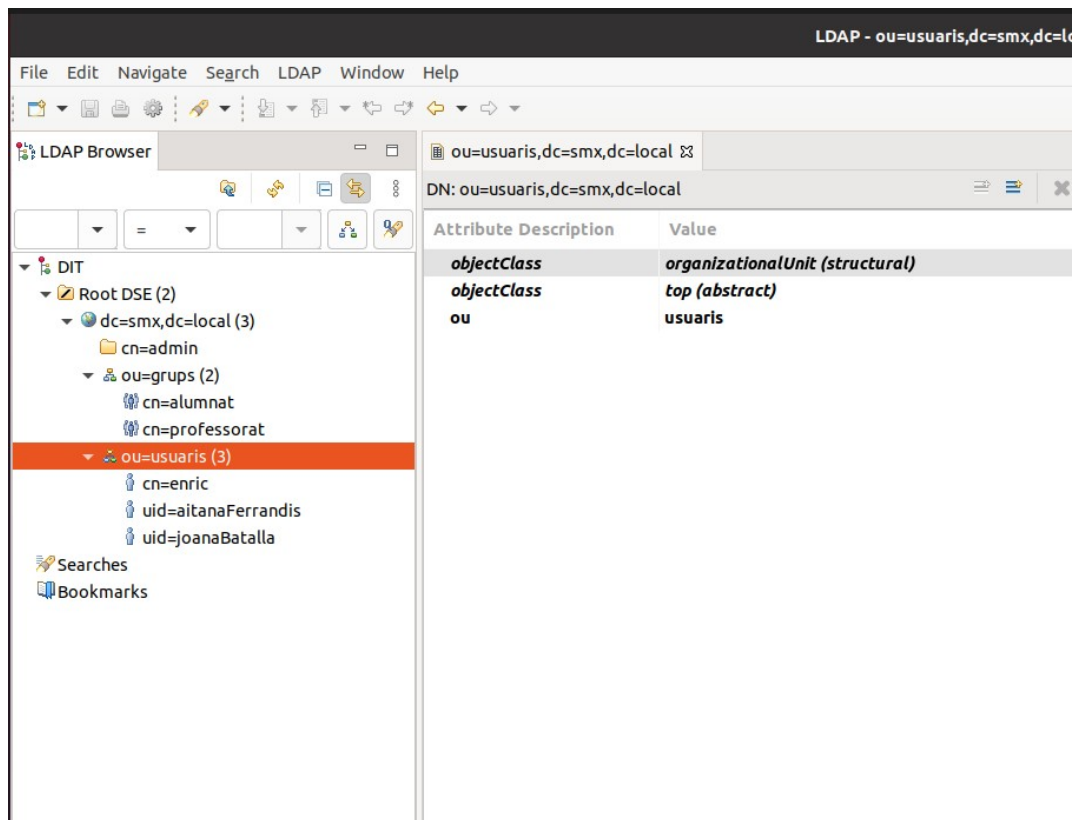 LDAP - ou=usuaris,dc=smx,dc=lo
File Edit Navigate Search LDAP Window Help
LDAP Browser
ou=usuaris,dc=smx,dc=local
DN: ou=usuaris,dc=smx,dc=local
=
Attribute Description Value
objectClass organizationalUnit (structural)
objectClass top (abstract)
ou usuaris
DIT
Root DSE (2)
dc=smx,dc=local (3)
cn=admin
ou=grups (2)
cn=alumnat
cn=professorat
ou=usuaris (3)
cn=enric
uid=aitanaFerrandis
uid=joanaBatalla
Searches
Bookmarks